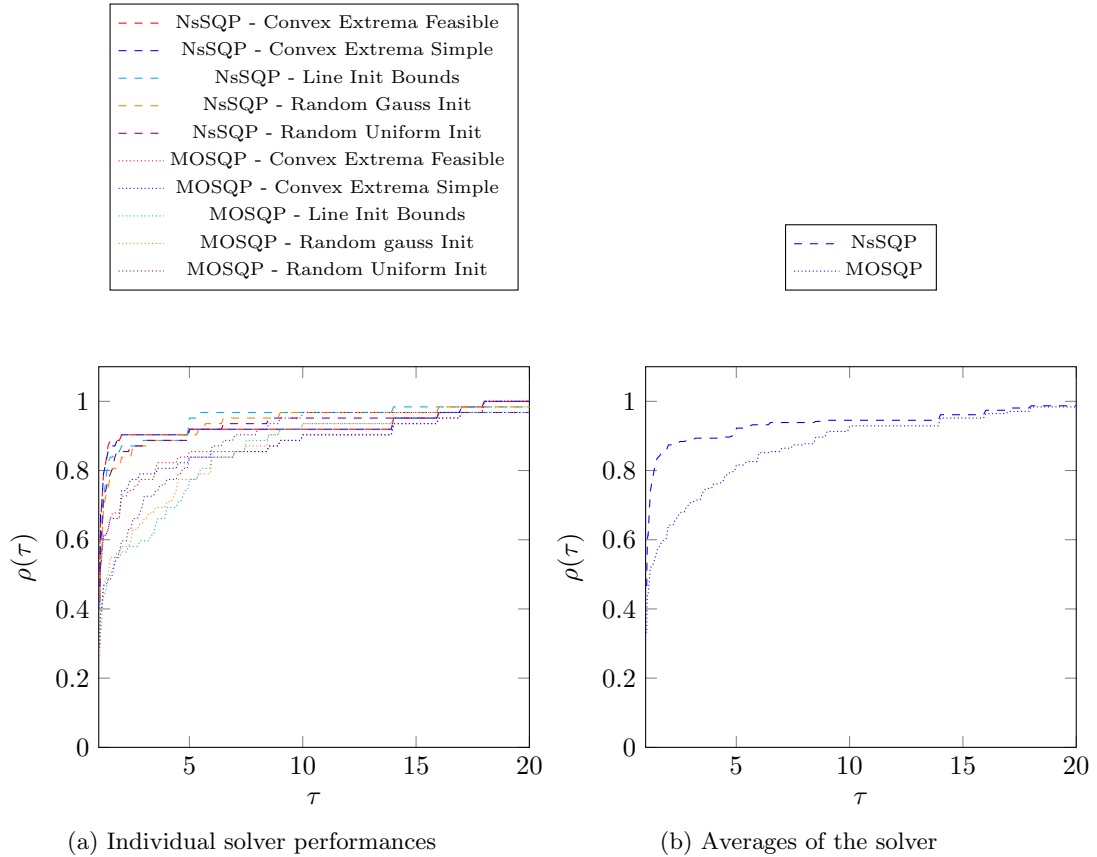 NsSQP - Convex Extrema Feasible
NsSQP - Convex Extrema Simple
NsSQP - Line Init Bounds
NsSQP - Random Gauss Init
NsSQP - Random Uniform Init
MOSQP - Convex Extrema Feasible
MOSQP - Convex Extrema Simple
MOSQP - Line Init Bounds
MOSQP - Random gauss Init
MOSQP - Random Uniform Init
NsSQP
MOSQP
1
0.8
0.6
0.4
0.2
0
ρ(τ)
5
10
15
20
τ
(a) Individual solver performances
1
0.8
0.6
0.4
0.2
0
ρ(τ)
5
10
15
20
τ
(b) Averages of the solver